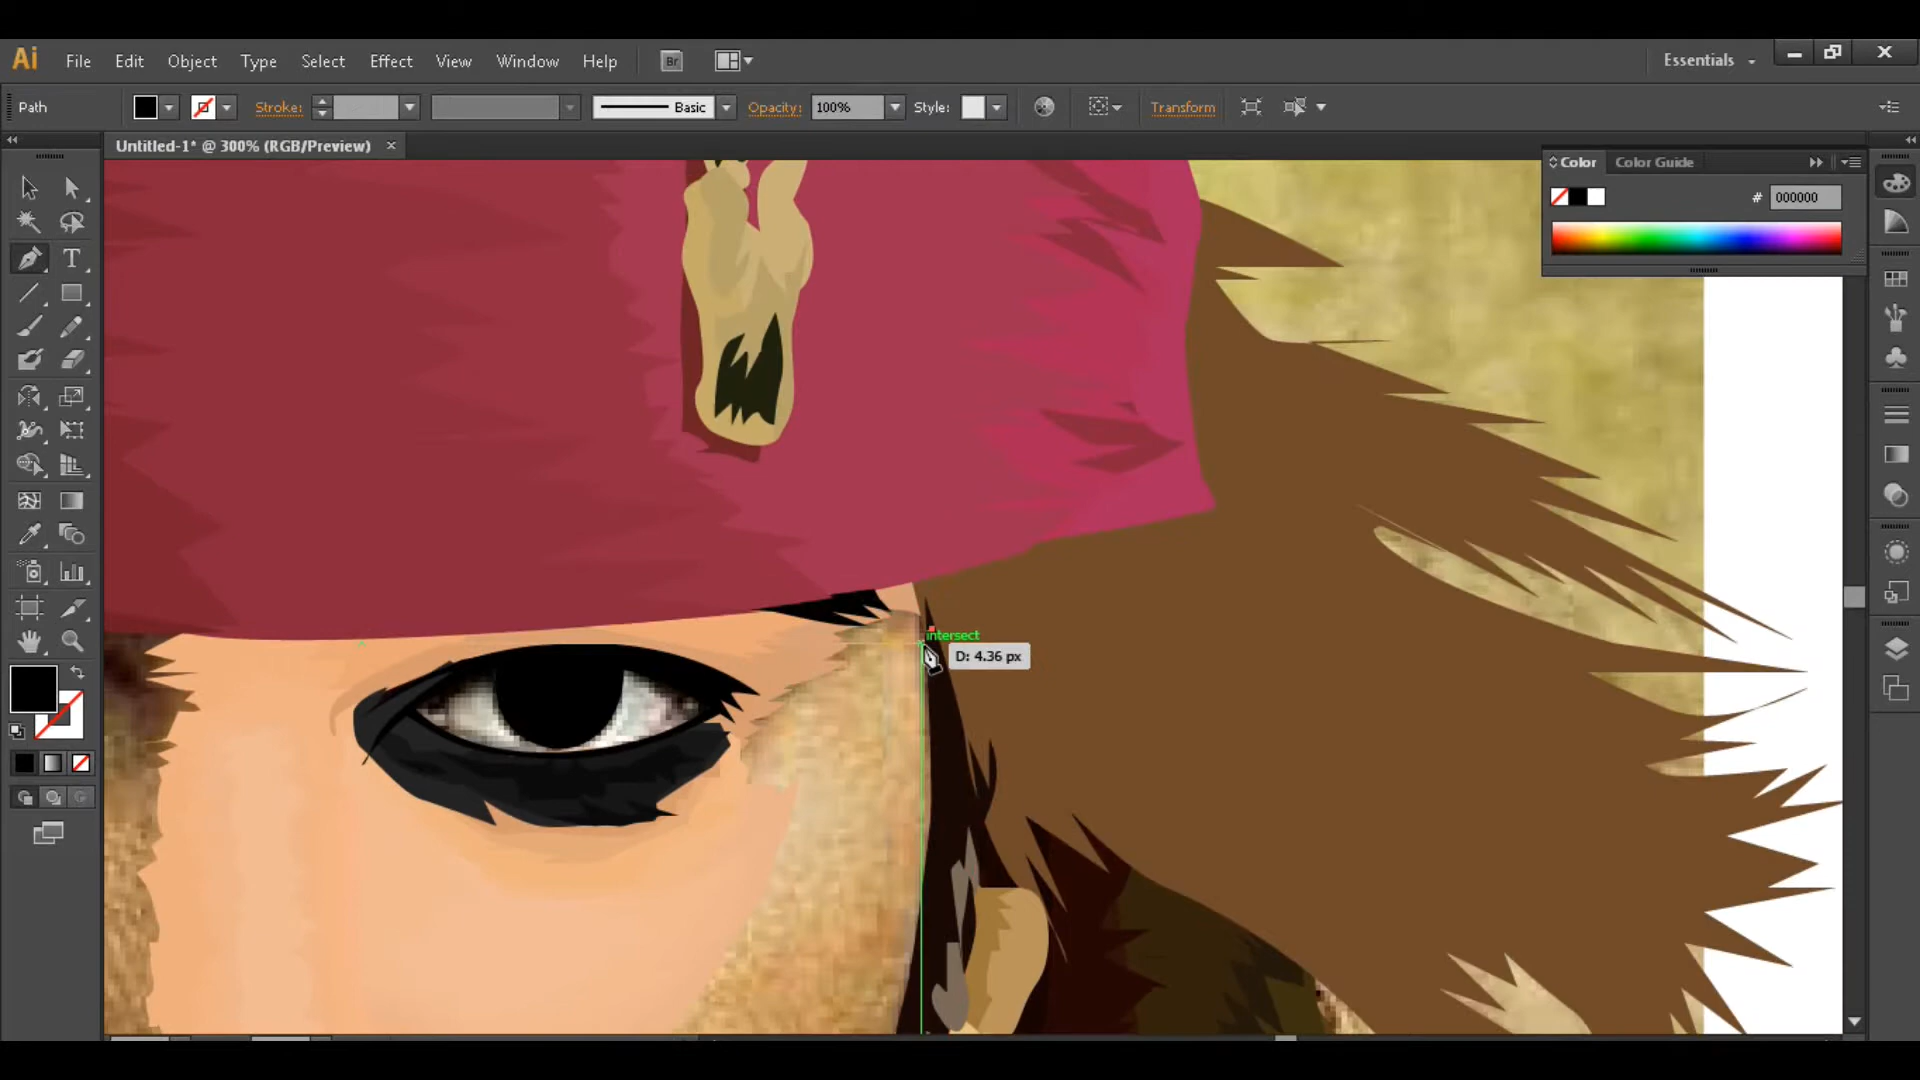 Ai File Edit Object Type Select Effect View Window Help Br Essentials
Path Stroke: Basic Opacity: 100% Style: Transform
Untitled-1* @ 300% (RGB/Preview) ×
Color Color Guide
# 000000
T
intersect
D: 4.36 px